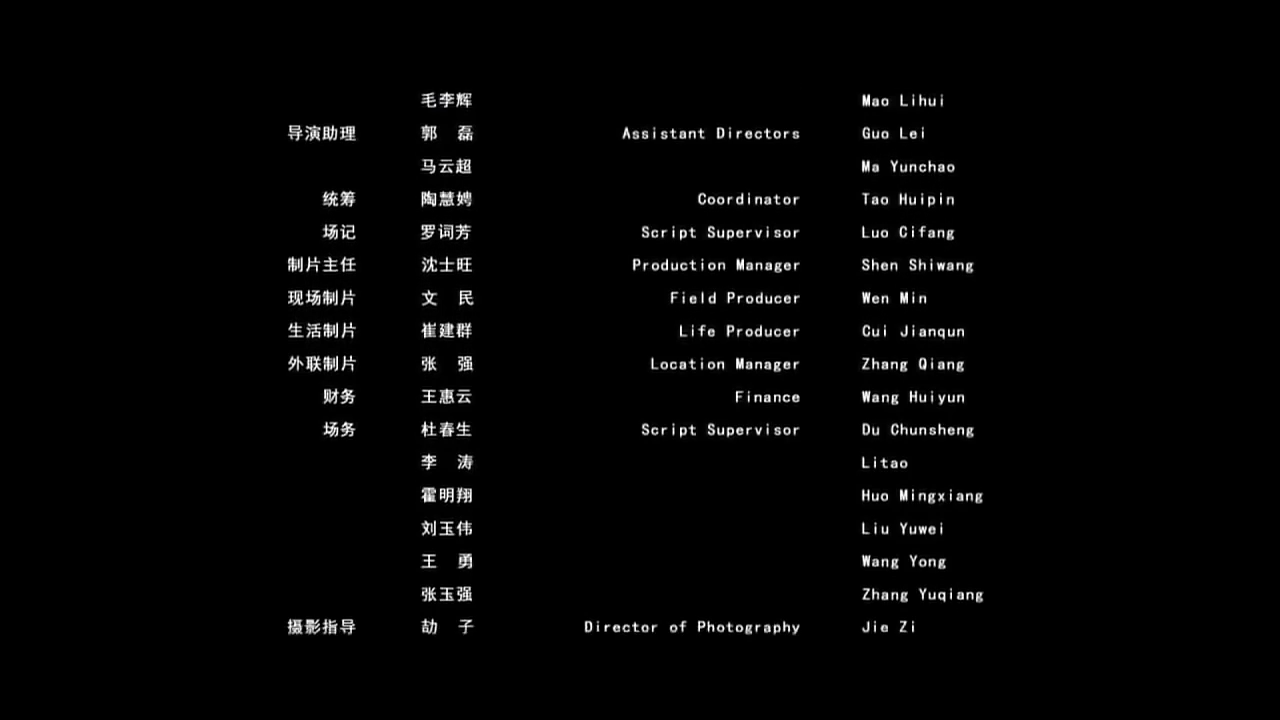 毛李辉 Mao Lihui
导演助理 郭 磊 Assistant Directors Guo Lei
马云超 Ma Yunchao
统筹 陶慧娉 Coordinator Tao Huipin
场记 罗词芳 Script Supervisor Luo Cifang
制片主任 沈士旺 Production Manager Shen Shiwang
现场制片 文 民 Field Producer Wen Min
生活制片 崔建群 Life Producer Cui Jianqun
外联制片 张 强 Location Manager Zhang Qiang
财务 王惠云 Finance Wang Huiyun
场务 杜春生 Script Supervisor Du Chunsheng
李 涛 Litao
霍明翔 Huo Mingxiang
刘玉伟 Liu Yuwei
王 勇 Wang Yong
张玉强 Zhang Yuqiang
摄影指导 劼 子 Director of Photography Jie Zi